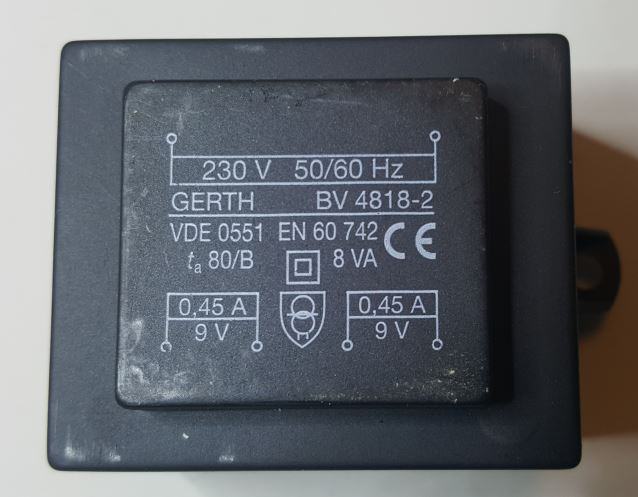 230 V 50/60 Hz
GERTH BV 4818-2
VDE 0551 EN 60 742 CE
ta 80/B 8 VA
0,45 A 0,45 A
9 V 9 V